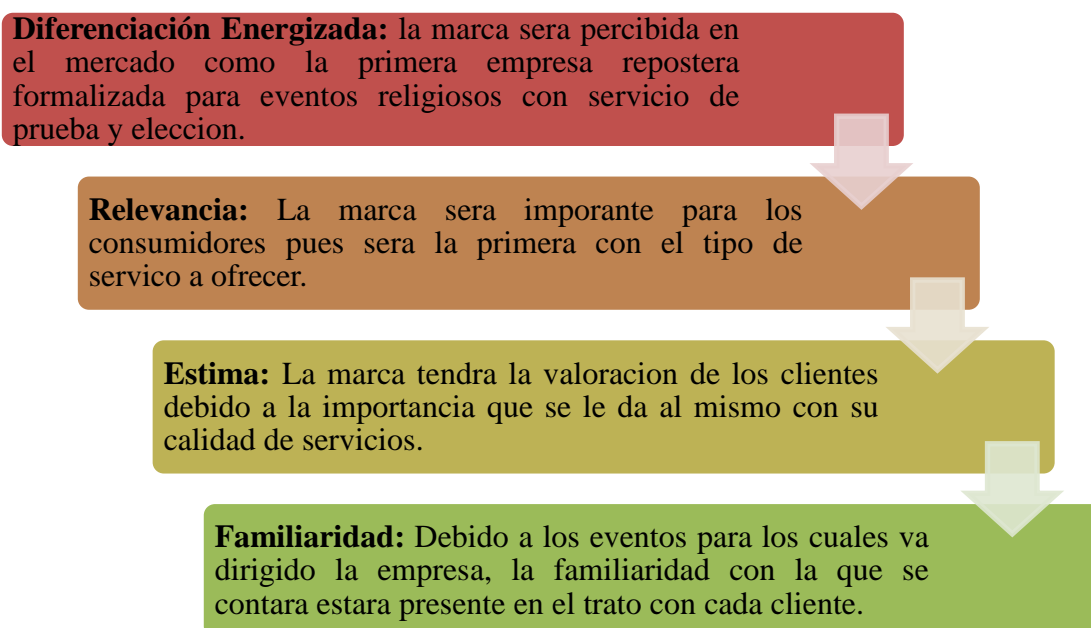 Diferenciación Energizada: la marca sera percibida en
el mercado como la primera empresa repostera
formalizada para eventos religiosos con servicio de
prueba y eleccion.
Relevancia: La marca sera imporante para los
consumidores pues sera la primera con el tipo de
servico a ofrecer.
Estima: La marca tendra la valoracion de los clientes
debido a la importancia que se le da al mismo con su
calidad de servicios.
Familiaridad: Debido a los eventos para los cuales va
dirigido la empresa, la familiaridad con la que se
contara estara presente en el trato con cada cliente.